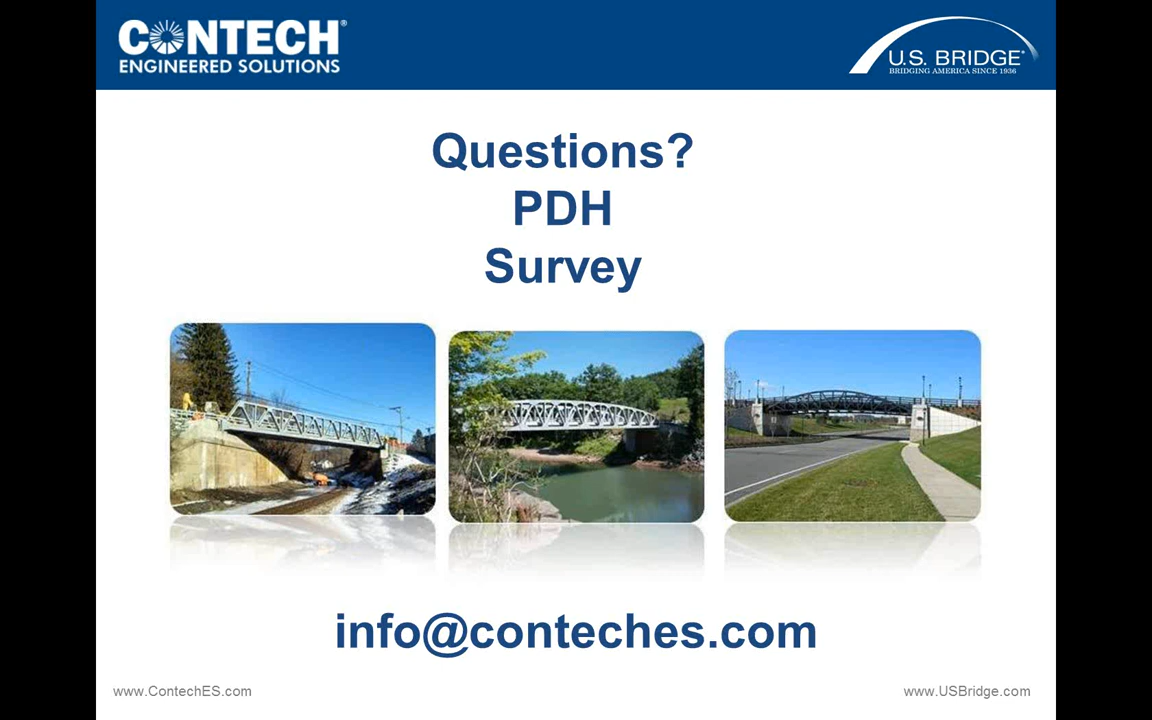 CONTECH®
ENGINEERED SOLUTIONS
U.S. BRIDGE®
BRIDGING AMERICA SINCE 1936
Questions?
PDH
Survey
info@conteches.com
www.ContechES.com
www.USBridge.com